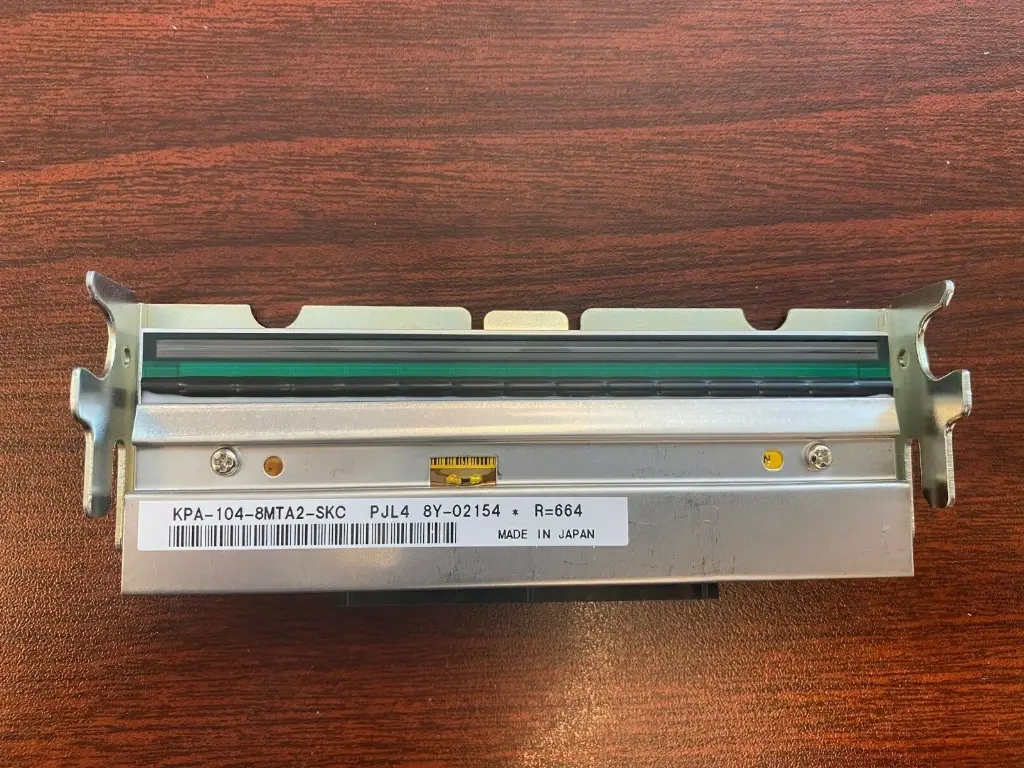 KPA-104-8MTA2-SKC PJL4 8Y-02154 * R=664
MADE IN JAPAN